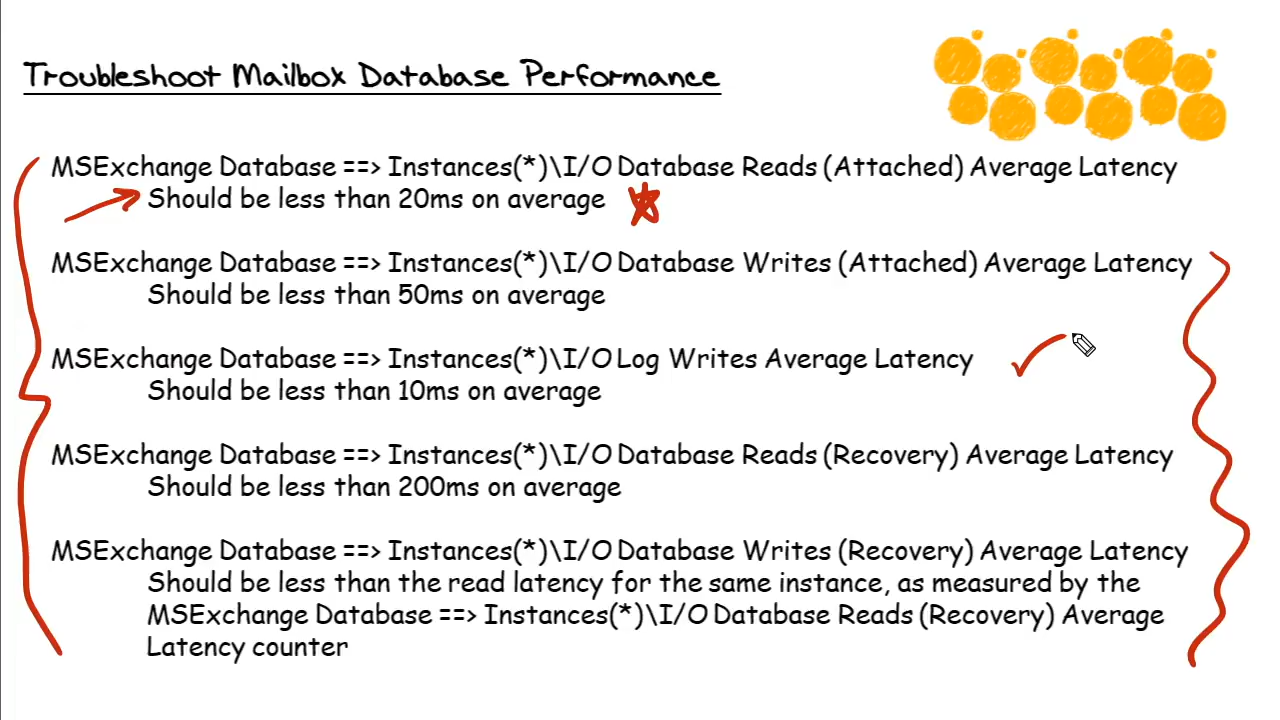 Troubleshoot Mailbox Database Performance
MSExchange Database ==> Instances(*)\I/O Database Reads (Attached) Average Latency
Should be less than 20ms on average
MSExchange Database ==> Instances(*)\I/O Database Writes (Attached) Average Latency
Should be less than 50ms on average
MSExchange Database ==> Instances(*)\I/O Log Writes Average Latency
Should be less than 10ms on average
MSExchange Database ==> Instances(*)\I/O Database Reads (Recovery) Average Latency
Should be less than 200ms on average
MSExchange Database ==> Instances(*)\I/O Database Writes (Recovery) Average Latency
Should be less than the read latency for the same instance, as measured by the
MSExchange Database ==> Instances(*)\I/O Database Reads (Recovery) Average
Latency counter